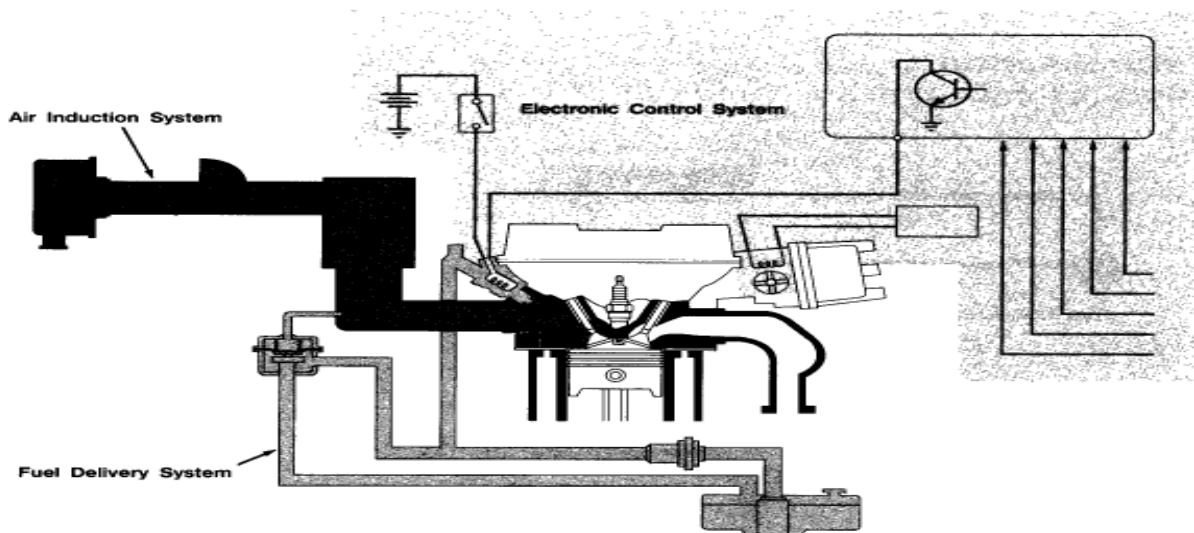 Electronic Control System
Air Induction System
Fuel Delivery System